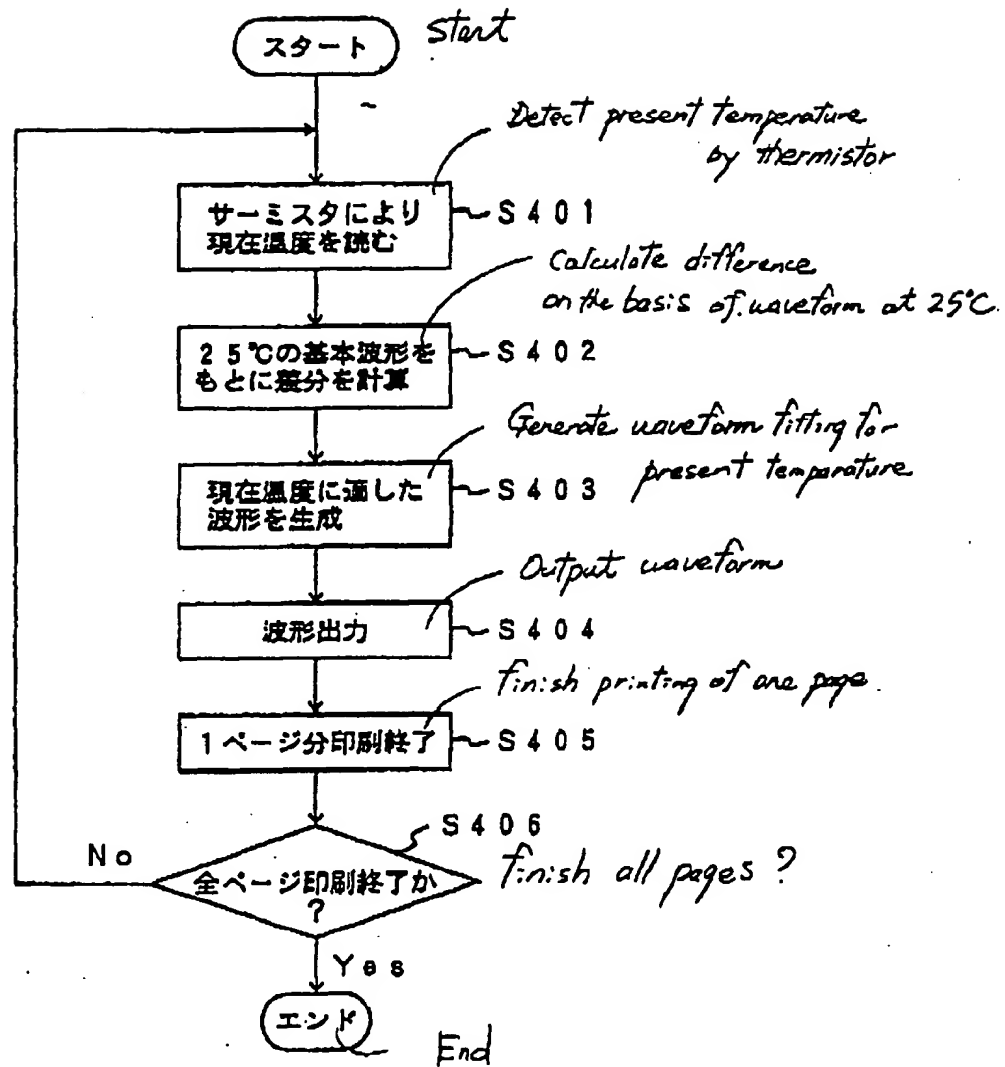 スタート
Start
Detect present temperature
by thermistor
サーミスタにより
現在温度を読む
S401
Calculate difference
on the basis of waveform at 25°C.
25℃の基本波形を
もとに差分を計算
S402
Generate waveform fitting for
present temperature
現在温度に適した
波形を生成
S403
Output waveform
波形出力
S404
finish printing of one page.
1ページ分印刷終了
S405
S406
No
全ページ印刷終了か
?
finish all pages ?
Yes
エンド
End